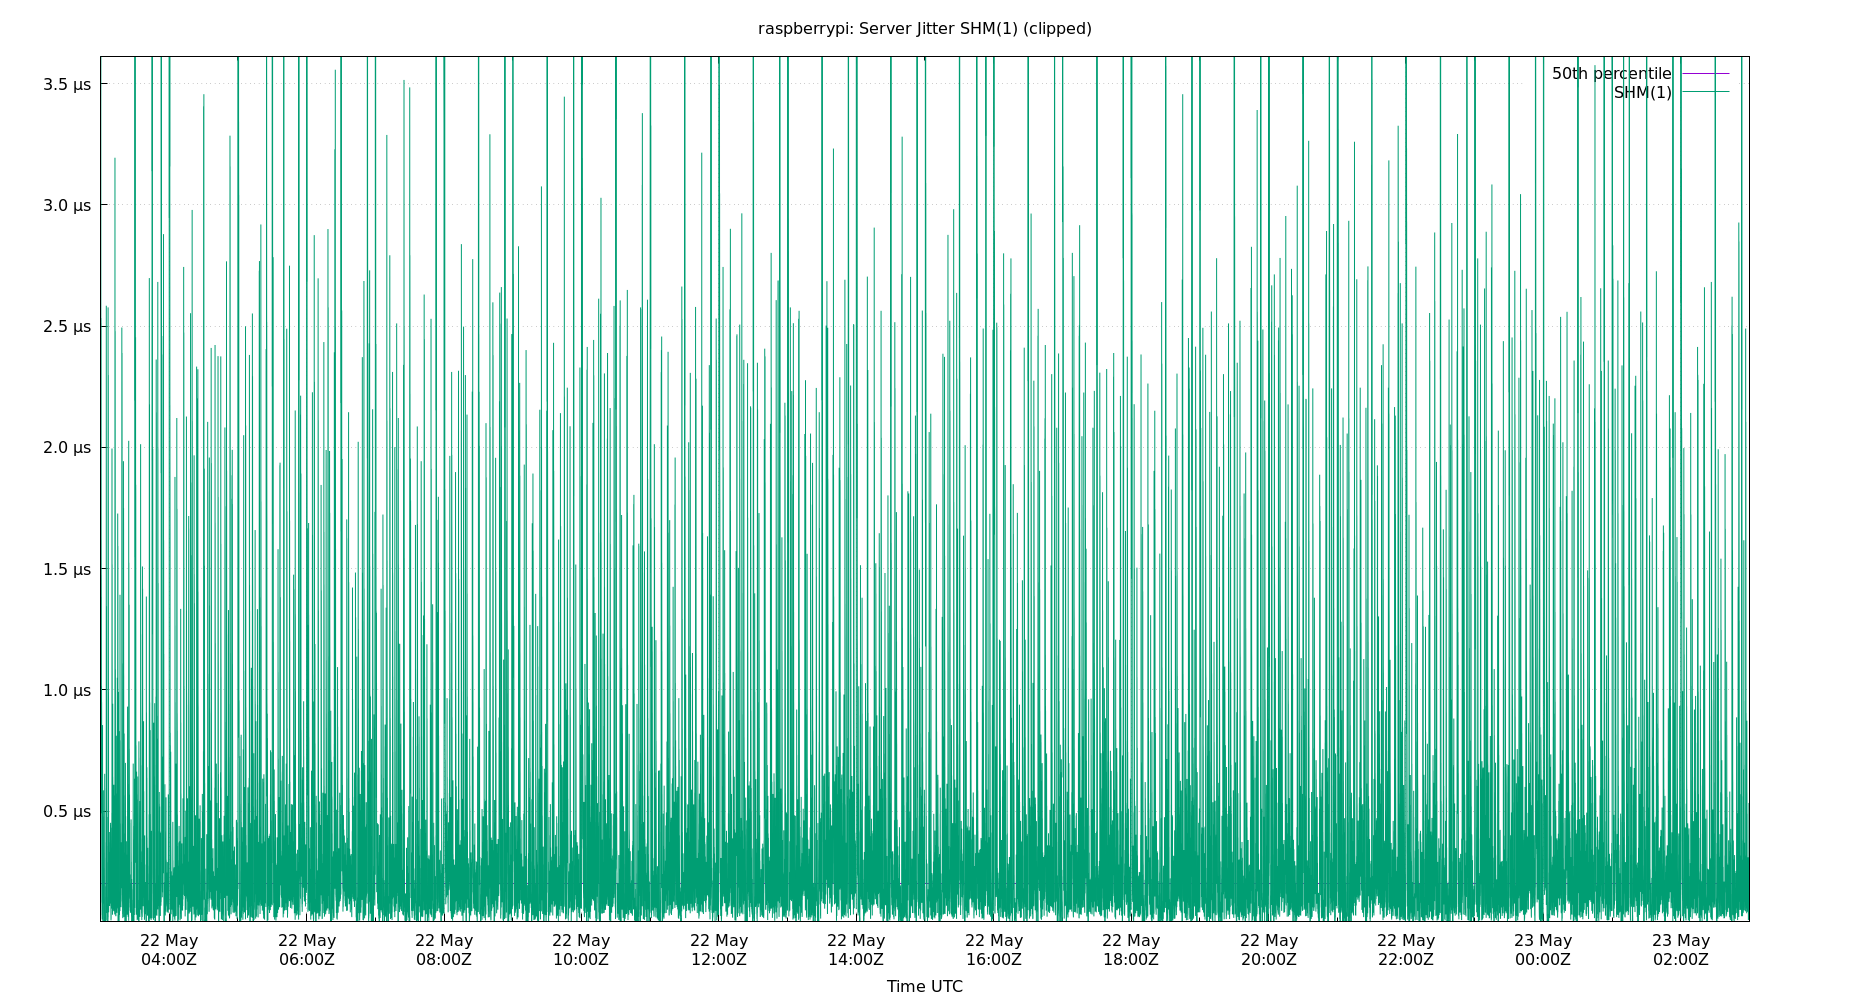 raspberrypi: Server Jitter SHM(1) (clipped)
50th percentile
SHM(1)
3.5 µs
3.0 µs
2.5 µs
2.0 µs
1.5 µs
1.0 µs
0.5 µs
22 May 22 May 22 May 22 May 22 May 22 May 22 May 22 May 22 May 22 May 23 May 23 May
04:00Z 06:00Z 08:00Z 10:00Z 12:00Z 14:00Z 16:00Z 18:00Z 20:00Z 22:00Z 00:00Z 02:00Z
Time UTC